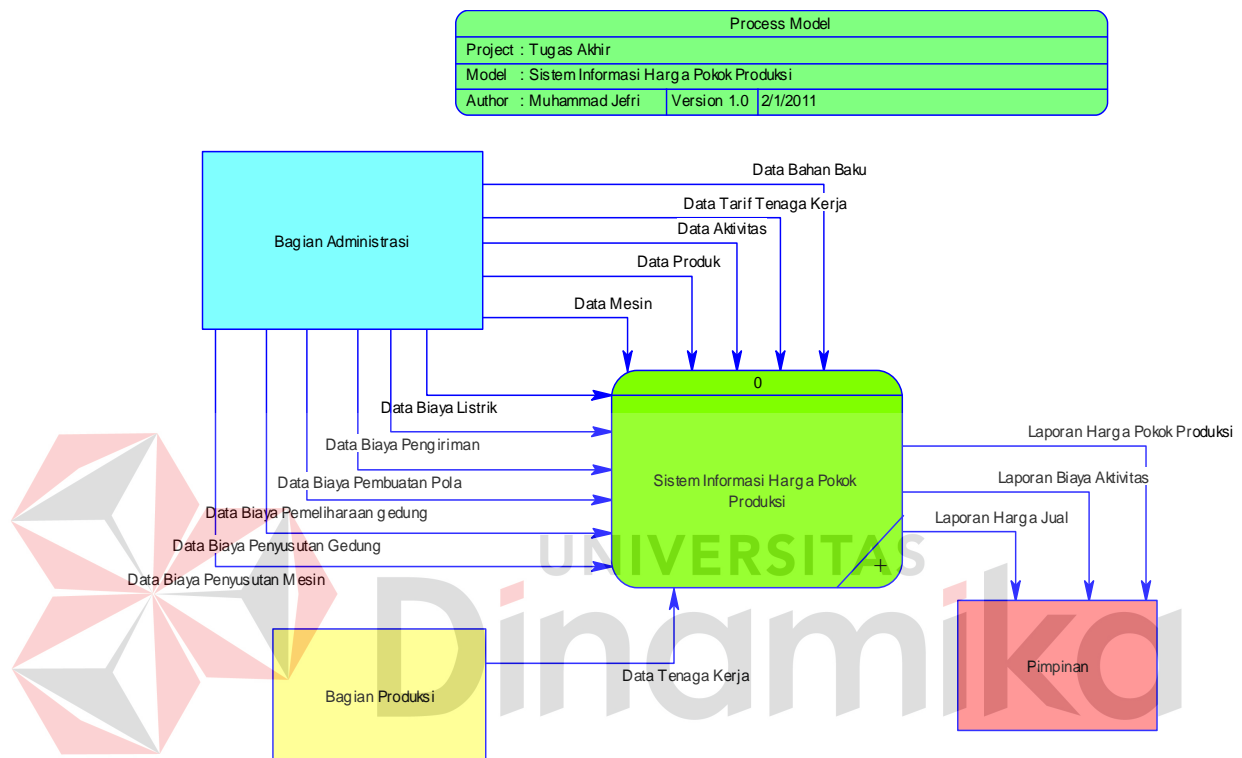 Process Model
Project : Tugas Akhir
Model : Sistem Informasi Harga Pokok Produksi
Author : Muhammad Jefri Version 1.0 2/1/2011
Data Bahan Baku
Data Tarif Tenaga Kerja
Data Aktivitas
Bagian Administrasi
Data Produk
Data Mesin
0
Data Biaya Listrik
Data Biaya Pengiriman
Laporan Harga Pokok Produksi
Data Biaya Pembuatan Pola
Sistem Informasi Harga Pokok
Produksi
Laporan Biaya Aktivitas
Data Biaya Pemeliharaan gedung
Laporan Harga Jual
Data Biaya Penyusutan Gedung
UNIVERSITAS
+
Data Biaya Penyusutan Mesin
Dinamika
Data Tenaga Kerja
Bagian Produksi
Pimpinan